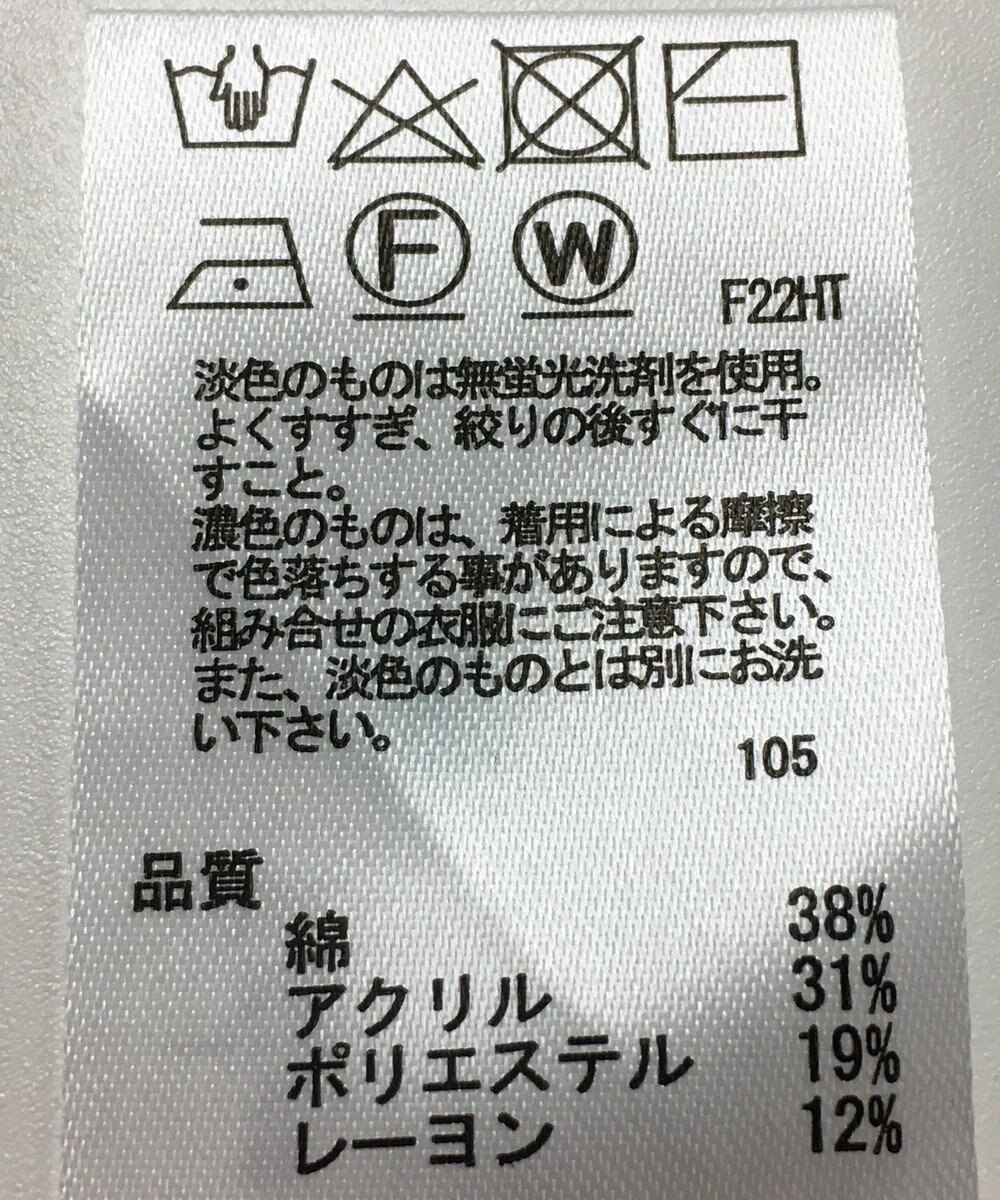 F
W
F22HT
淡色のものは無蛍光洗剤を使用。
よくすすぎ、絞りの後すぐに干
すこと。
濃色のものは、着用による摩擦
で色落ちする事がありますので、
組み合せの衣服にご注意下さい。
また、淡色のものとは別にお洗
い下さい。
105
品質
綿 38%
アクリル 31%
ポリエステル 19%
レーヨン 12%